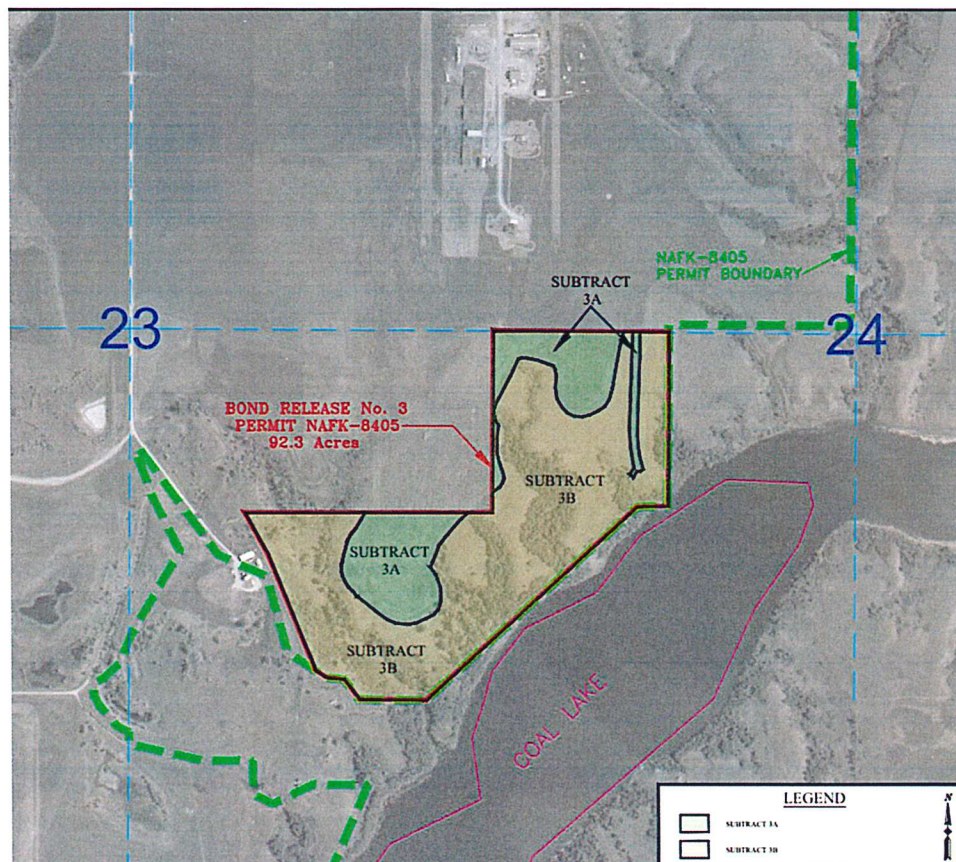 SUBTRACT
3A
NAFK-8405
PERMIT BOUNDARY
23
24
BOND RELEASE No. 3
PERMIT NAFK-8405
92.3 Acres
SUBTRACT
3B
SUBTRACT
3A
SUBTRACT
3B
COAL LAKE
LEGEND
N
SUBTRACT 3A
SUBTRACT 3B